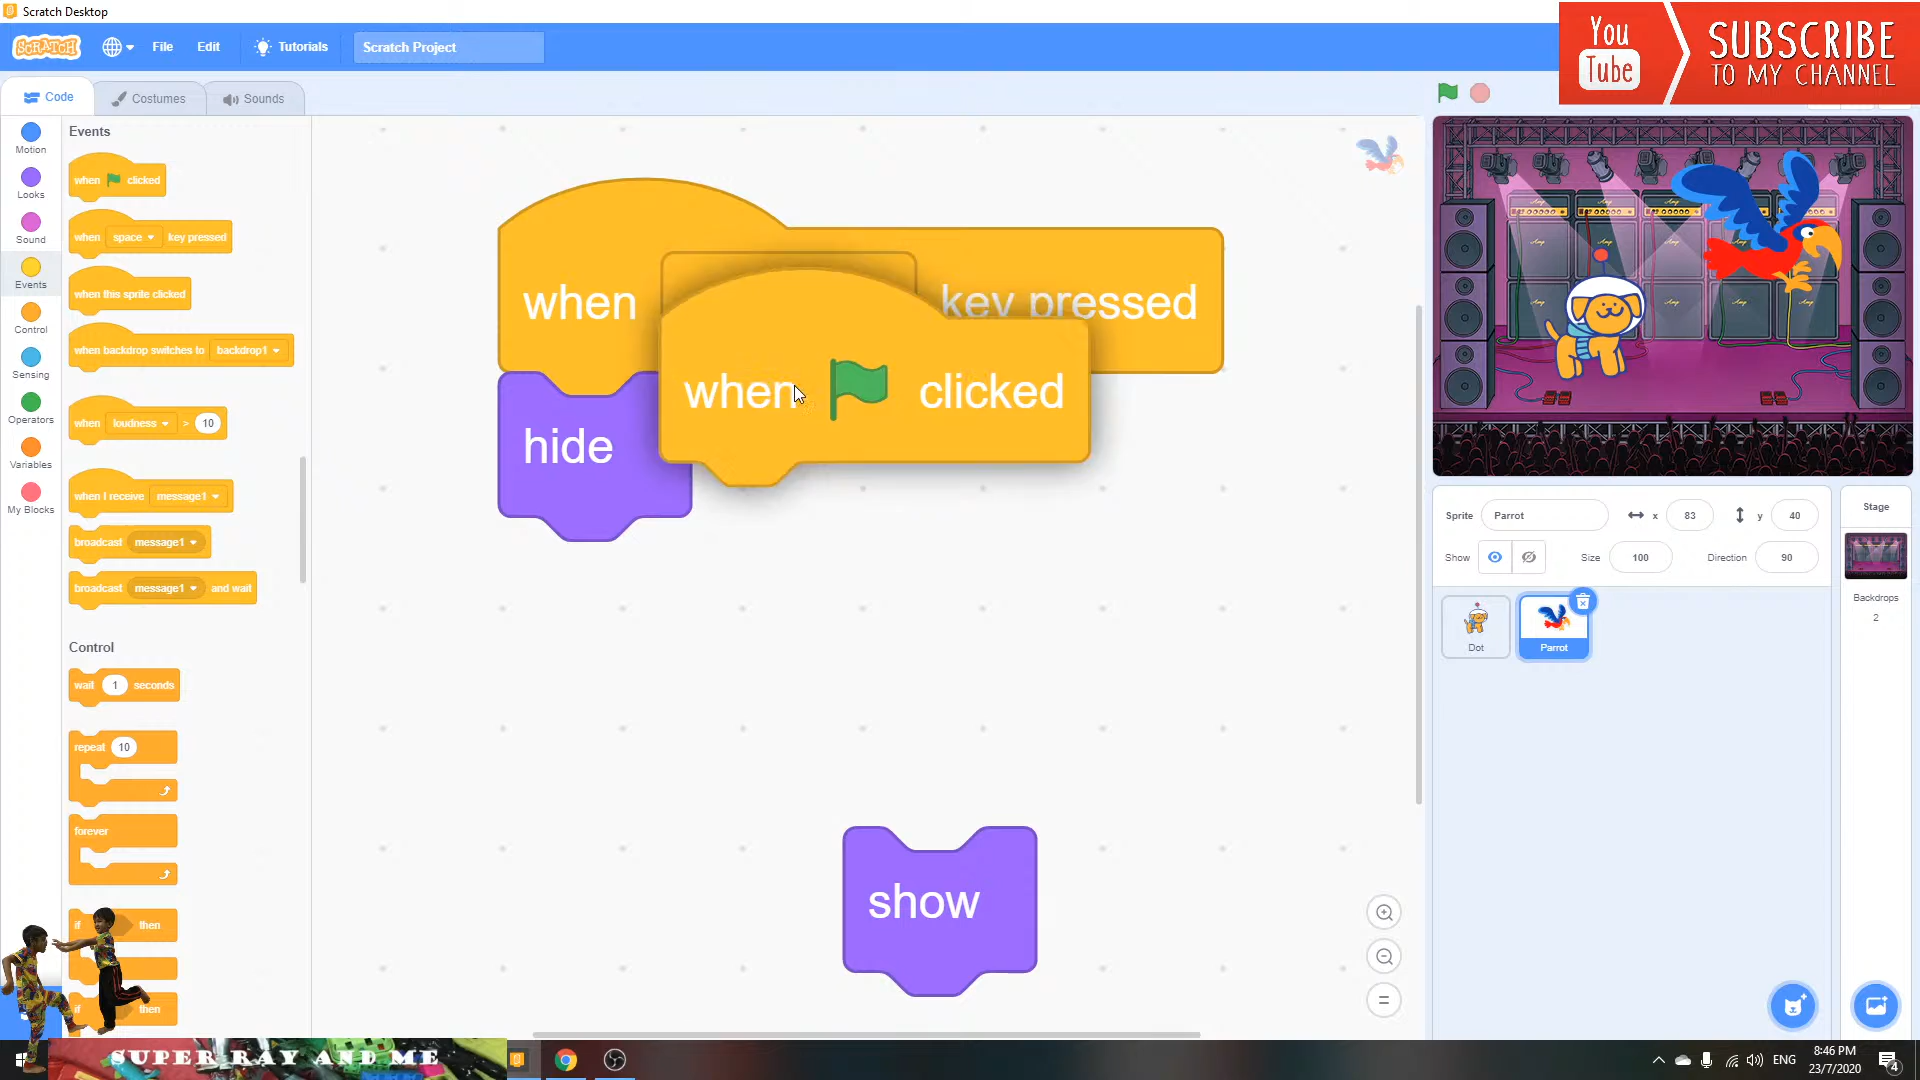 Scratch Desktop
SCRATCH
File
Edit
Tutorials
Scratch Project
You
Tube
SUBSCRIBE
TO MY CHANNEL
Code
Costumes
Sounds
Motion
Looks
Sound
Events
Control
Sensing
Operators
Variables
My Blocks
Events
when clicked
when space key pressed
when this sprite clicked
when backdrop switches to backdrop1
when loudness > 10
when I receive message1
broadcast message1
broadcast message1 and wait
Control
wait 1 seconds
repeat 10
forever
if then
if then
when key pressed
when clicked
hide
show
Sprite Parrot x 83 y 40
Show Size 100 Direction 90
Dot
Parrot
Stage
Backdrops
2
SUPER RAY AND ME
ENG
8:46 PM
23/7/2020
4